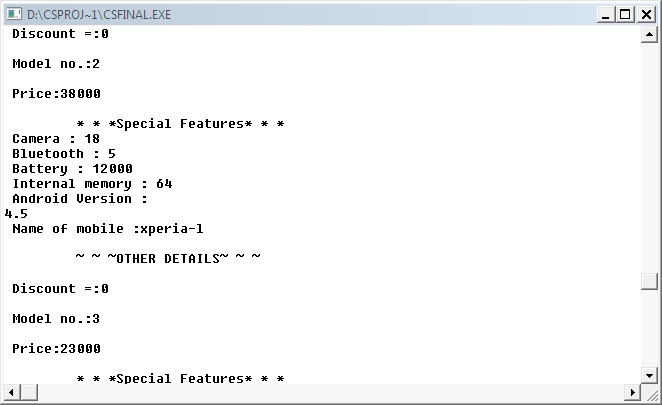 D:\CSPROJ~1\CSFINAL.EXE
Discount =:0
Model no.:2
Price:38000
* * *Special Features* * *
Camera : 18
Bluetooth : 5
Battery : 12000
Internal memory : 64
Android Version :
4.5
Name of mobile :xperia-l
~ ~ ~OTHER DETAILS~ ~ ~
Discount =:0
Model no.:3
Price:23000
* * *Special Features* * *